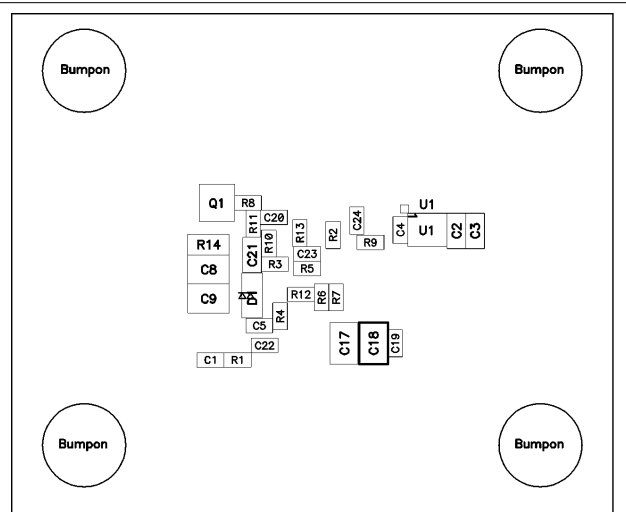 Bumpon
Bumpon
Q1
R8
C20
R11
R13
R2
C24
R9
C4
U1
U1
C2
C3
R14
C21
R10
R3
C23
R5
C8
C9
D1
R12
R6
R7
C5
R4
C22
C1
R1
C17
C18
C19
Bumpon
Bumpon